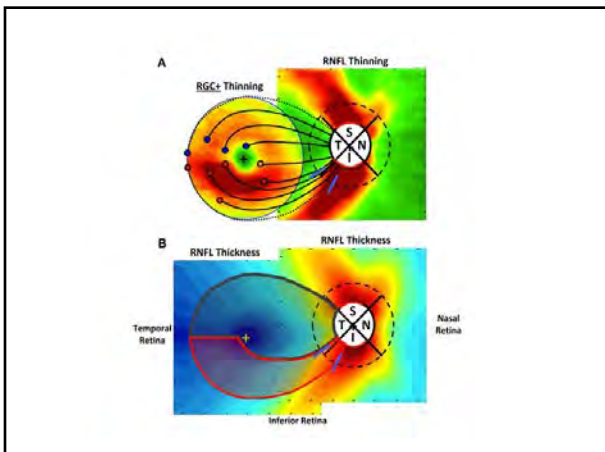 A
RNFL Thinning
RGC+ Thinning
S
T N
I
B
RNFL Thickness
RNFL Thickness
S
T N
I
Temporal
Retina
Nasal
Retina
Inferior Retina